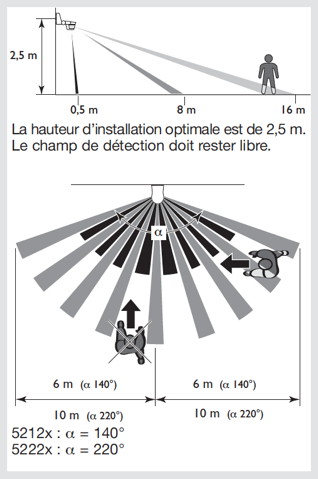 2,5 m
0,5 m 8 m 16 m
La hauteur d'installation optimale est de 2,5 m.
Le champ de détection doit rester libre.
α
6 m (α 140°) 6 m (α 140°)
10 m (α 220°) 10 m (α 220°)
5212x : α = 140°
5222x : α = 220°